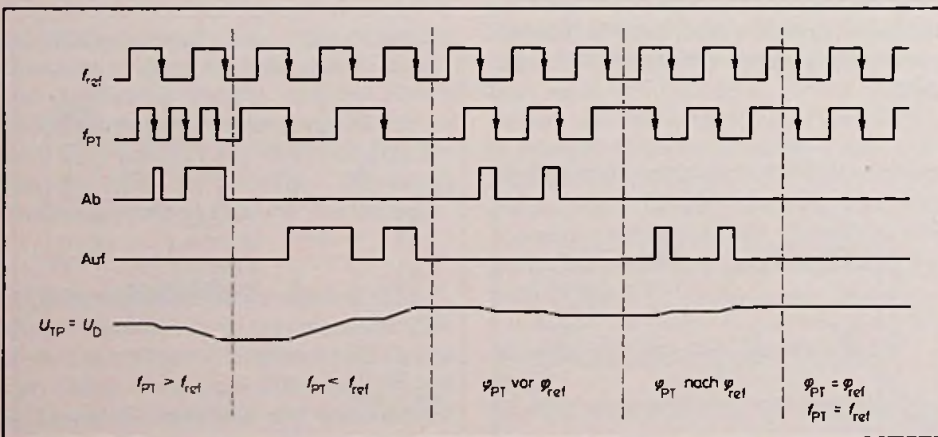 f_ref
f_PT
Ab
Auf
U_TP = U_D
f_PT > f_ref
f_PT < f_ref
φ_PT vor φ_ref
φ_PT nach φ_ref
φ_PT = φ_ref
f_PT = f_ref